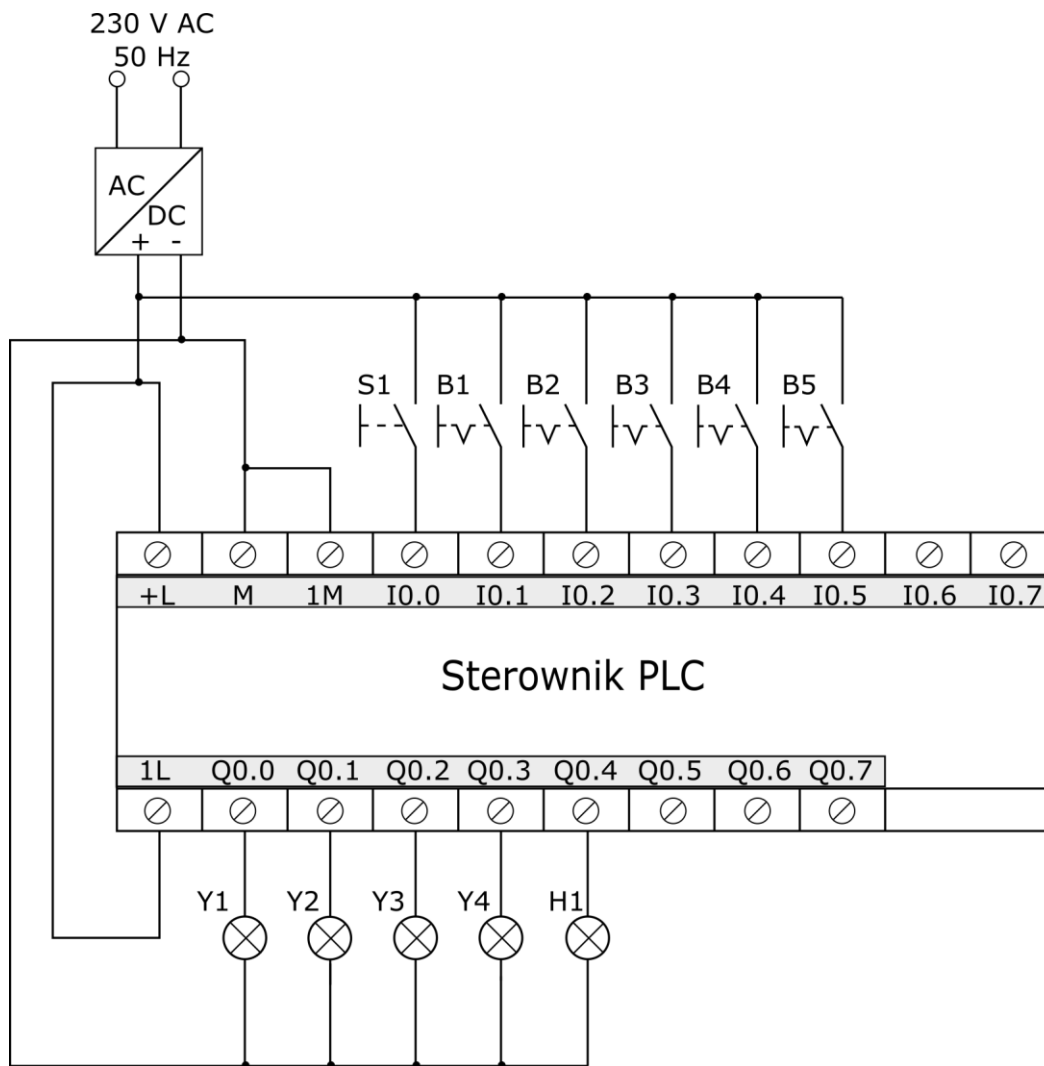 230 V AC
50 Hz
AC
DC
+ -
S1 B1 B2 B3 B4 B5
+L M 1M I0.0 I0.1 I0.2 I0.3 I0.4 I0.5 I0.6 I0.7
Sterownik PLC
1L Q0.0 Q0.1 Q0.2 Q0.3 Q0.4 Q0.5 Q0.6 Q0.7
Y1 Y2 Y3 Y4 H1